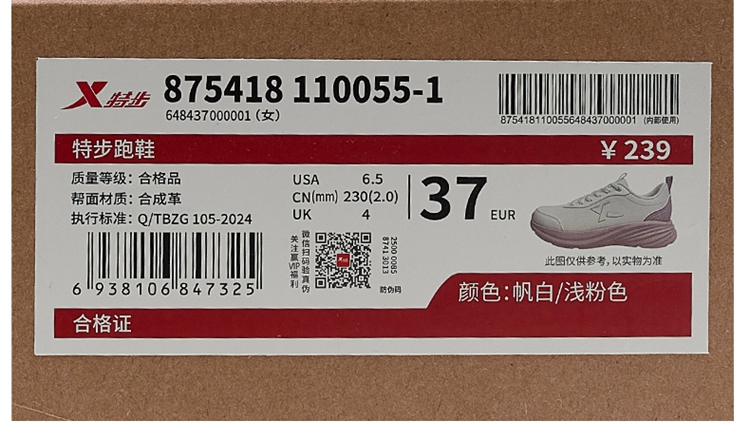 特步 875418 110055-1
648437000001 (女)
875418110055648437000001 (内部使用)
特步跑鞋 ¥ 239
质量等级：合格品
帮面材质：合成革
执行标准：Q/TBZG 105-2024
USA 6.5
CN(mm) 230(2.0)
UK 4
37 EUR
此图仅供参考，以实物为准
6 938106 847325
微信扫码验真伪
关注赢VIP福利
特步
2500 0085
8741 3013
防伪码
颜色：帆白/浅粉色
合格证